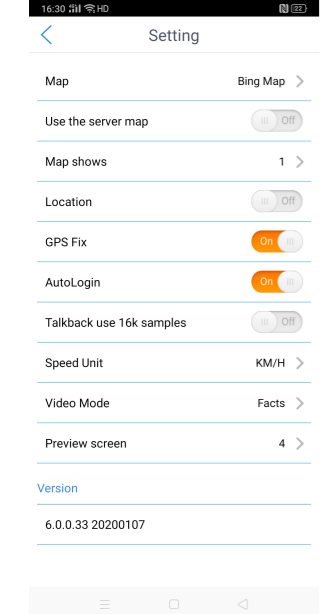 16:30 HD N 22
Setting
Map Bing Map
Use the server map Off
Map shows 1
Location Off
GPS Fix On
AutoLogin On
Talkback use 16k samples Off
Speed Unit KM/H
Video Mode Facts
Preview screen 4
Version
6.0.0.33 20200107